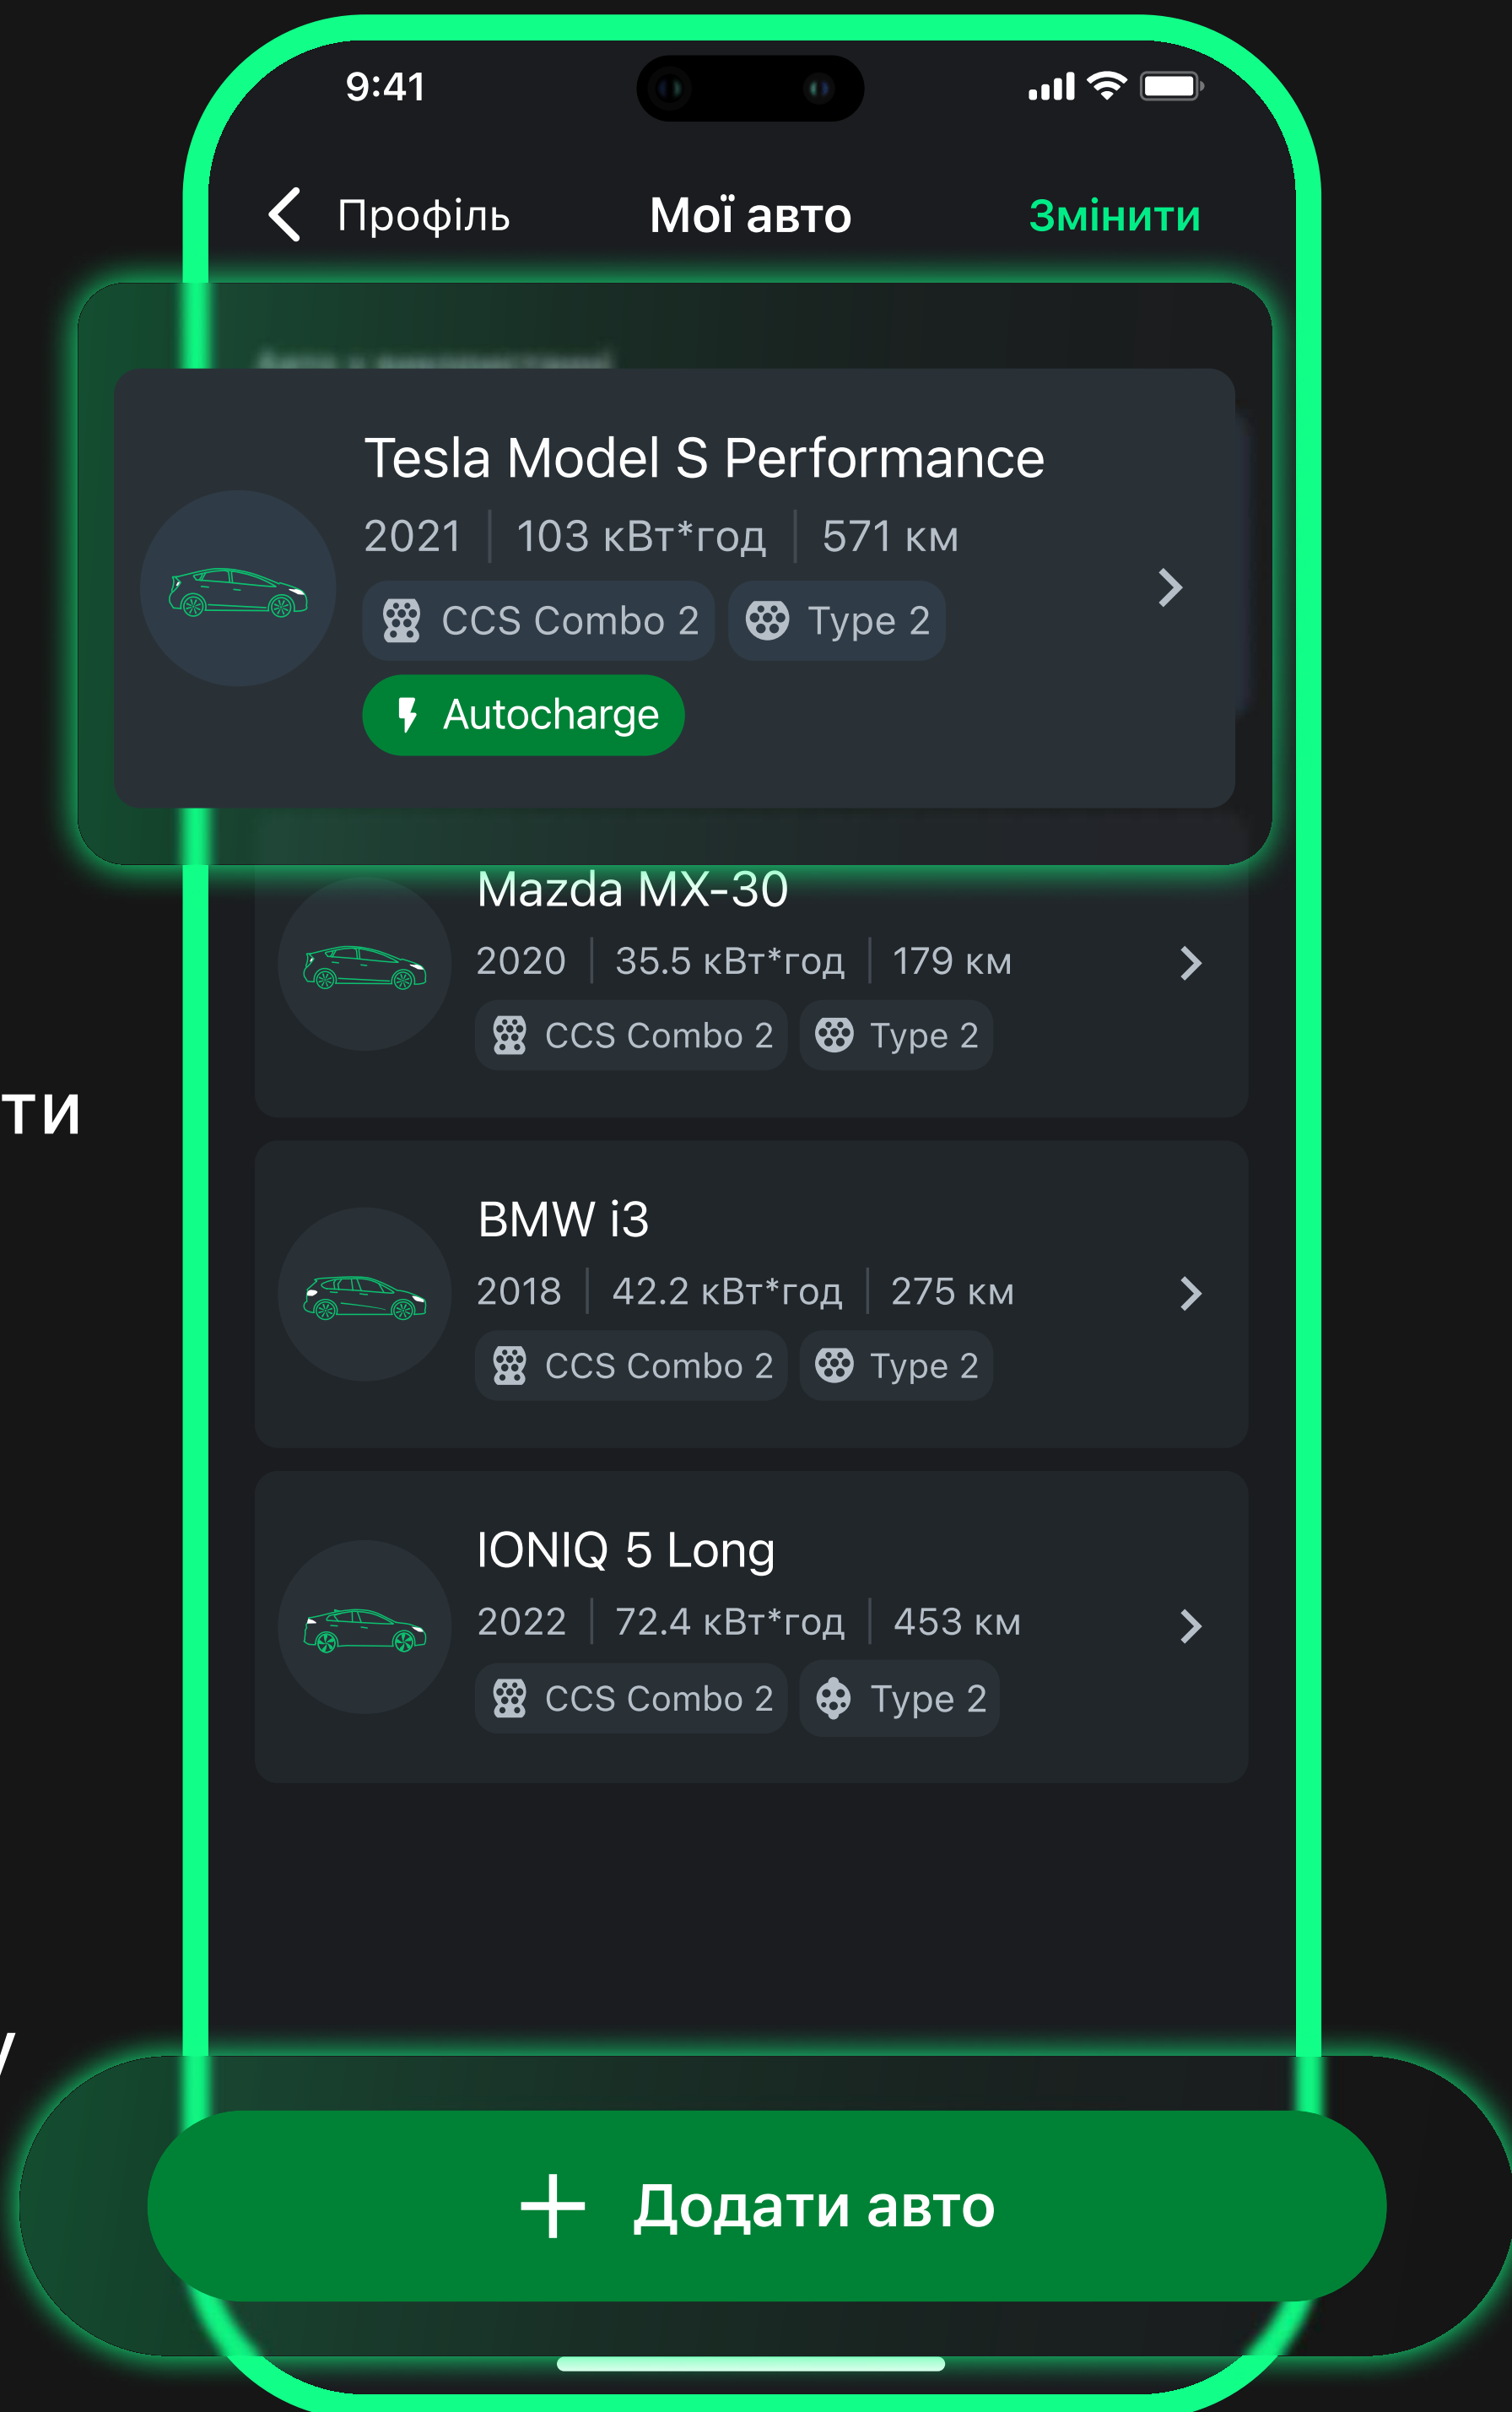 9:41
Профіль Мої авто Змінити
Tesla Model S Performance
2021 | 103 кВт*год | 571 км
CCS Combo 2 Type 2
Autocharge
Mazda MX-30
2020 | 35.5 кВт*год | 179 км
CCS Combo 2 Type 2
ти
BMW i3
2018 | 42.2 кВт*год | 275 км
CCS Combo 2 Type 2
IONIQ 5 Long
2022 | 72.4 кВт*год | 453 км
CCS Combo 2 Type 2
Додати авто